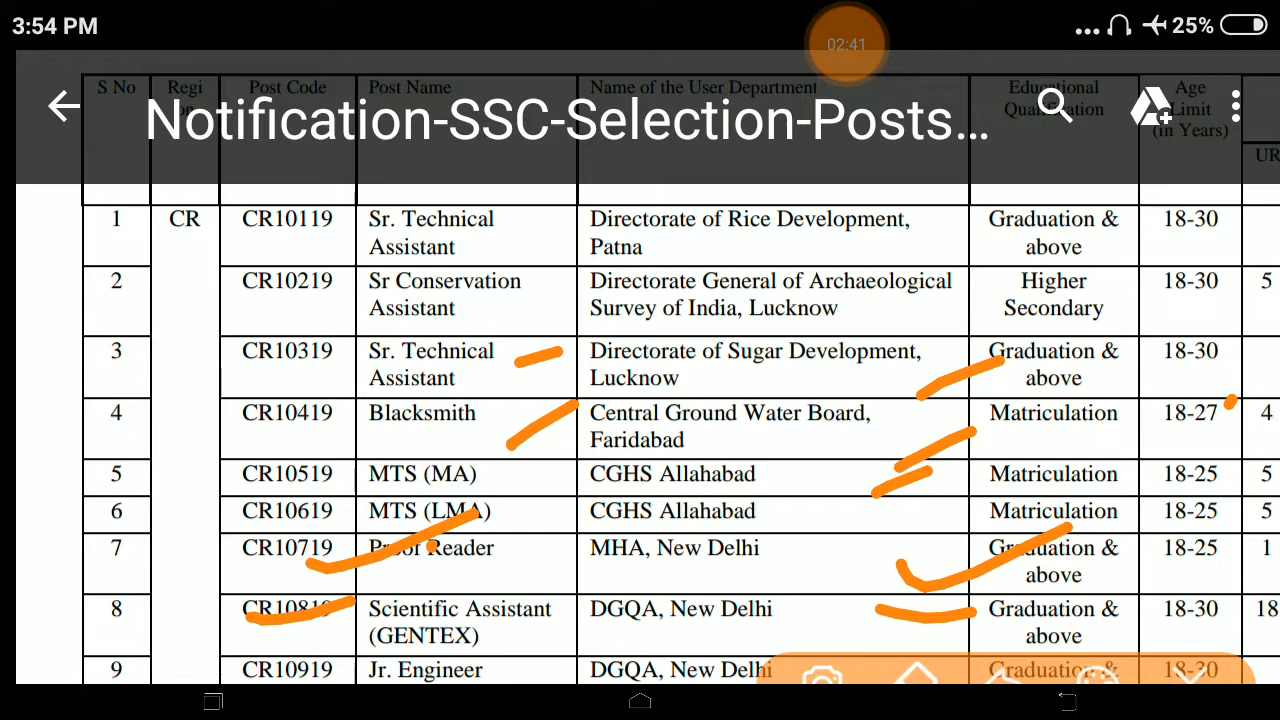 3:54 PM
02:41
25%
S No Regi on Post Code Post Name Name of the User Department Educational Qualification Age Limit (in Years) UR
Notification-SSC-Selection-Posts...
1 CR CR10119 Sr. Technical Assistant Directorate of Rice Development, Patna Graduation & above 18-30
2 CR10219 Sr Conservation Assistant Directorate General of Archaeological Survey of India, Lucknow Higher Secondary 18-30 5
3 CR10319 Sr. Technical Assistant Directorate of Sugar Development, Lucknow Graduation & above 18-30
4 CR10419 Blacksmith Central Ground Water Board, Faridabad Matriculation 18-27 4
5 CR10519 MTS (MA) CGHS Allahabad Matriculation 18-25 5
6 CR10619 MTS (LMA) CGHS Allahabad Matriculation 18-25 5
7 CR10719 Proof Reader MHA, New Delhi Graduation & above 18-25 1
8 CR10819 Scientific Assistant (GENTEX) DGQA, New Delhi Graduation & above 18-30 18
9 CR10919 Jr. Engineer DGQA, New Delhi Graduation & 18-30